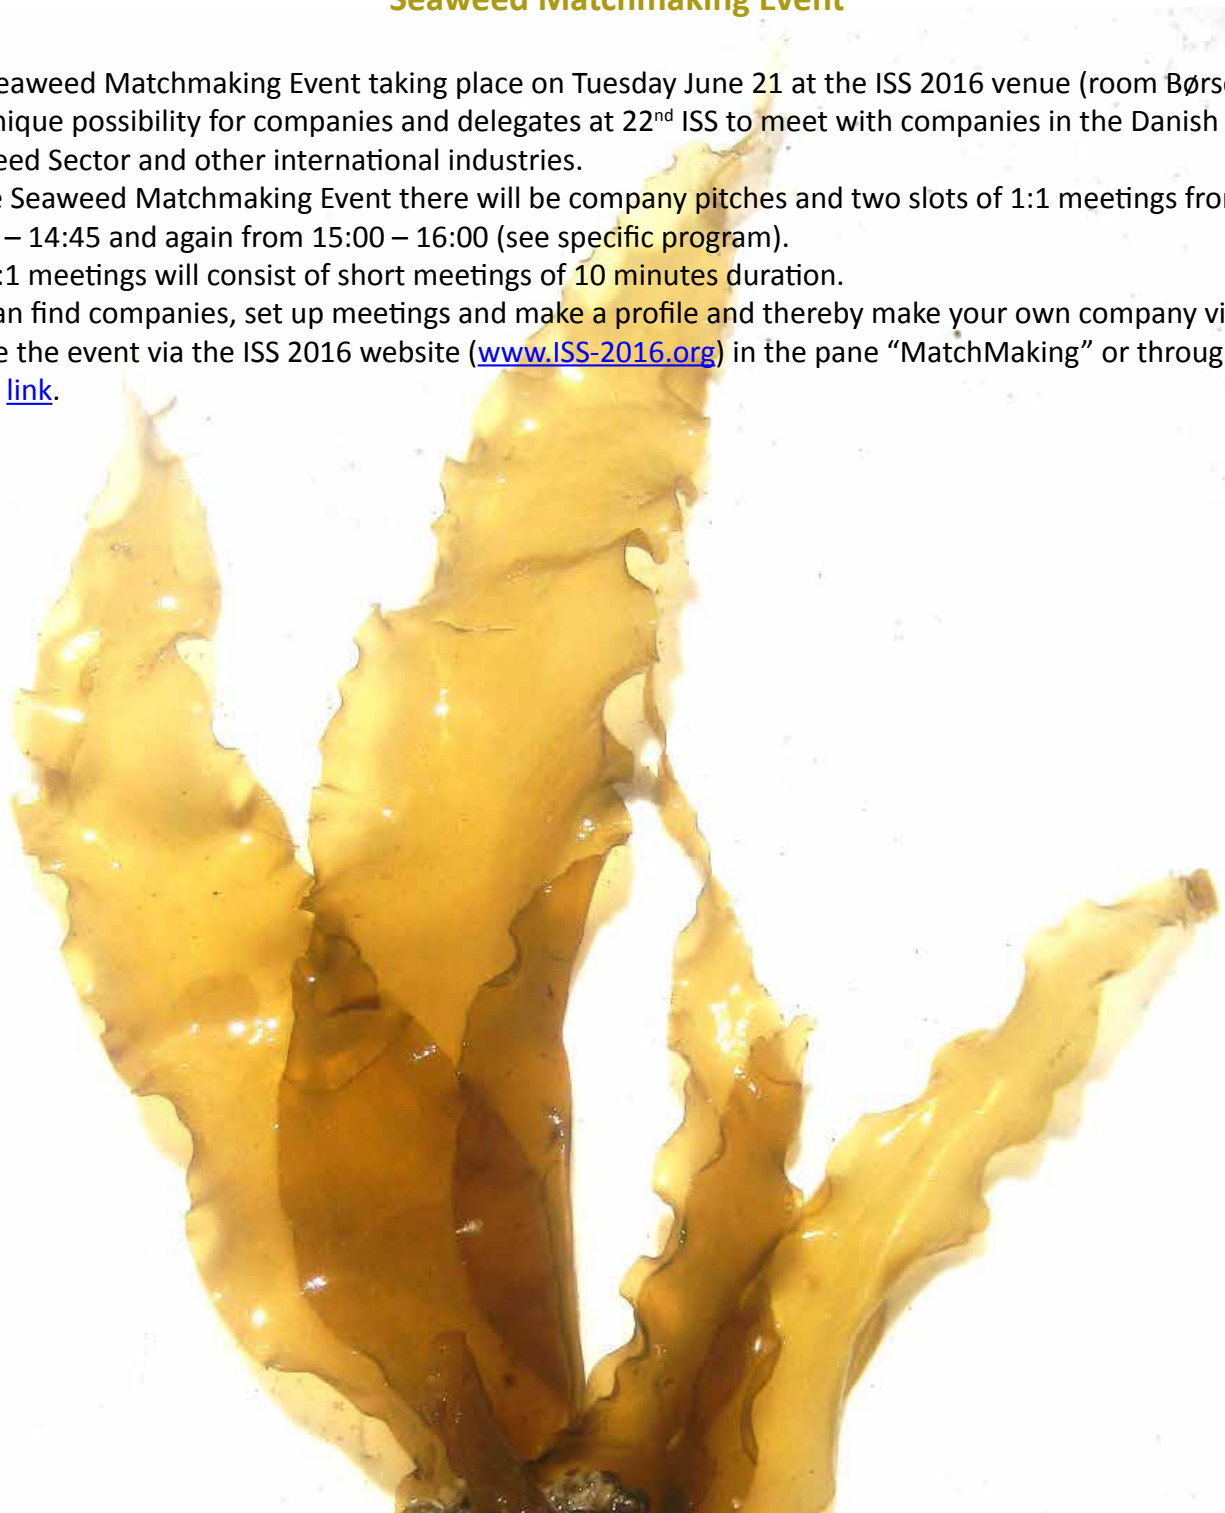 Seaweed Matchmaking Event
eaweed Matchmaking Event taking place on Tuesday June 21 at the ISS 2016 venue (room Børs
nique possibility for companies and delegates at 22nd ISS to meet with companies in the Danish
eed Sector and other international industries.
e Seaweed Matchmaking Event there will be company pitches and two slots of 1:1 meetings from
– 14:45 and again from 15:00 – 16:00 (see specific program).
:1 meetings will consist of short meetings of 10 minutes duration.
an find companies, set up meetings and make a profile and thereby make your own company vi
e the event via the ISS 2016 website (www.ISS-2016.org) in the pane “MatchMaking” or throug
link.